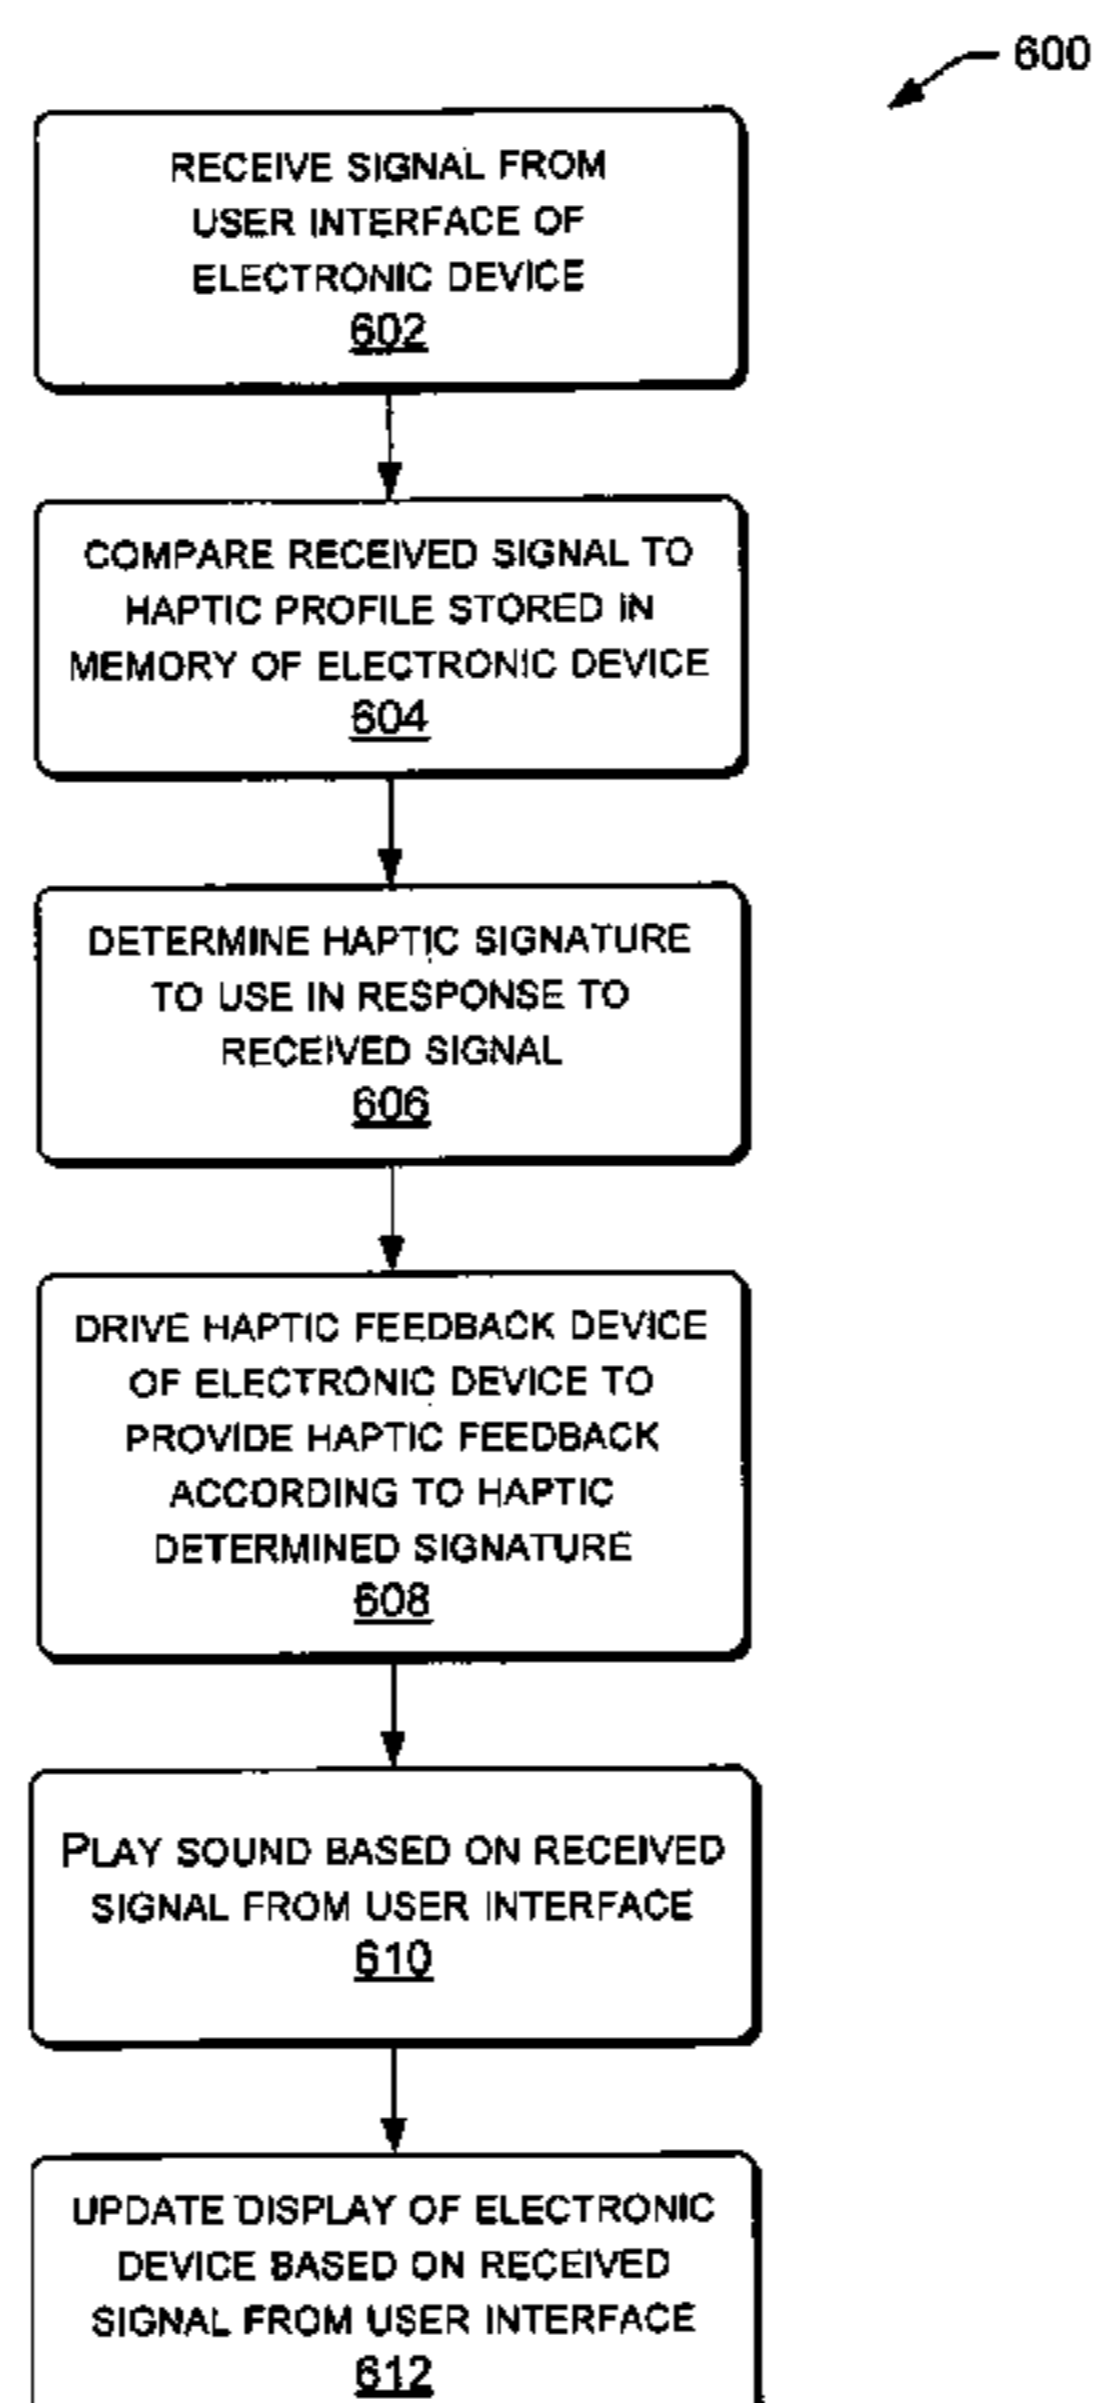 600
RECEIVE SIGNAL FROM
USER INTERFACE OF
ELECTRONIC DEVICE
602
COMPARE RECEIVED SIGNAL TO
HAPTIC PROFILE STORED IN
MEMORY OF ELECTRONIC DEVICE
604
DETERMINE HAPTIC SIGNATURE
TO USE IN RESPONSE TO
RECEIVED SIGNAL
606
DRIVE HAPTIC FEEDBACK DEVICE
OF ELECTRONIC DEVICE TO
PROVIDE HAPTIC FEEDBACK
ACCORDING TO HAPTIC
DETERMINED SIGNATURE
608
PLAY SOUND BASED ON RECEIVED
SIGNAL FROM USER INTERFACE
610
UPDATE DISPLAY OF ELECTRONIC
DEVICE BASED ON RECEIVED
SIGNAL FROM USER INTERFACE
612